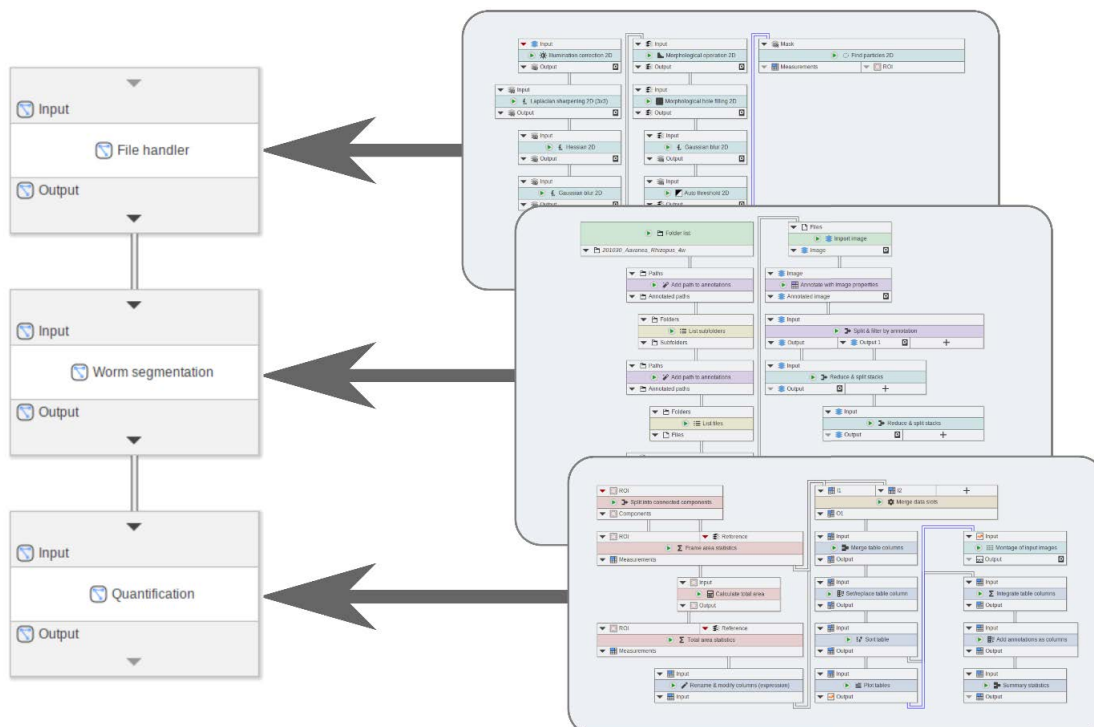 Input
File handler
Output
Input
Worm segmentation
Output
Input
Quantification
Output
Input
Illumination correction 2D
Output
Input
Laplacian sharpening 2D (3x3)
Output
Input
Hessian 2D
Output
Input
Gaussian blur 2D
Output
Input
Morphological operation 2D
Output
Input
Morphological hole filling 2D
Output
Input
Gaussian blur 2D
Output
Input
Auto threshold 2D
Output
Mask
Find particles 2D
Measurements ROI
Folder list
Paths
Add path to annotations
Annotated paths
Folders
List subfolders
Subfolders
Paths
Add path to annotations
Annotated paths
Folders
List files
Files
Files
Import image
Image
Image
Annotate with image properties
Annotated image
Input
Split & filter by annotation
Output Output 1 +
Input
Reduce & split stacks
Output +
Input
Reduce & split stacks
Output +
ROI
Split into connected components
Components
ROI Reference
Frame area statistics
Measurements
Input
Calculate total area
Output
ROI Reference
Total area statistics
Measurements
Input
Rename & modify columns (expression)
Output
I1 I2 +
Merge data slots
O1
Input
Merge table columns
Output
Input
Set/replace table column
Output
Input
Sort table
Output
Input
Plot tables
Output
Input
Montage of input images
Output
Input
Integrate table columns
Output
Input
Add annotations as columns
Output
Input
Summary statistics
Output